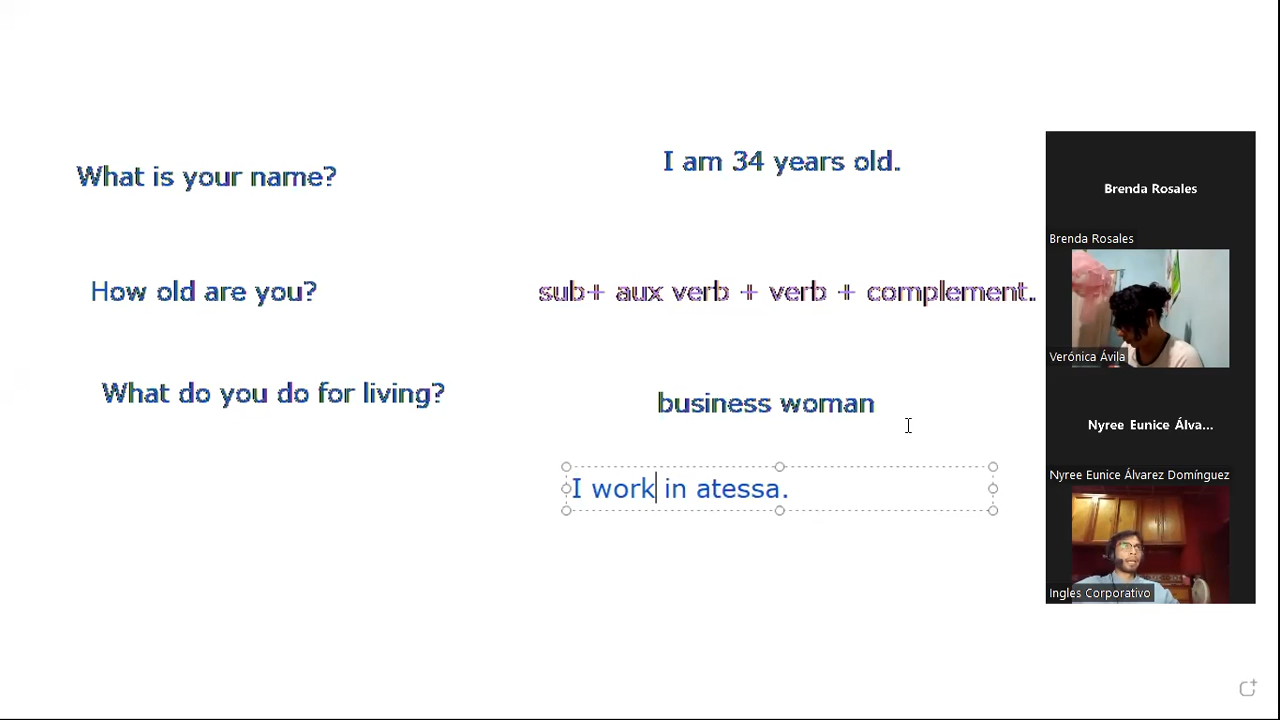 What is your name?
I am 34 years old.
How old are you?
sub+ aux verb + verb + complement.
What do you do for living?
business woman
I work in atessa.
Brenda Rosales
Brenda Rosales
Verónica Ávila
Nyree Eunice Álva...
Nyree Eunice Álvarez Domínguez
Ingles Corporativo